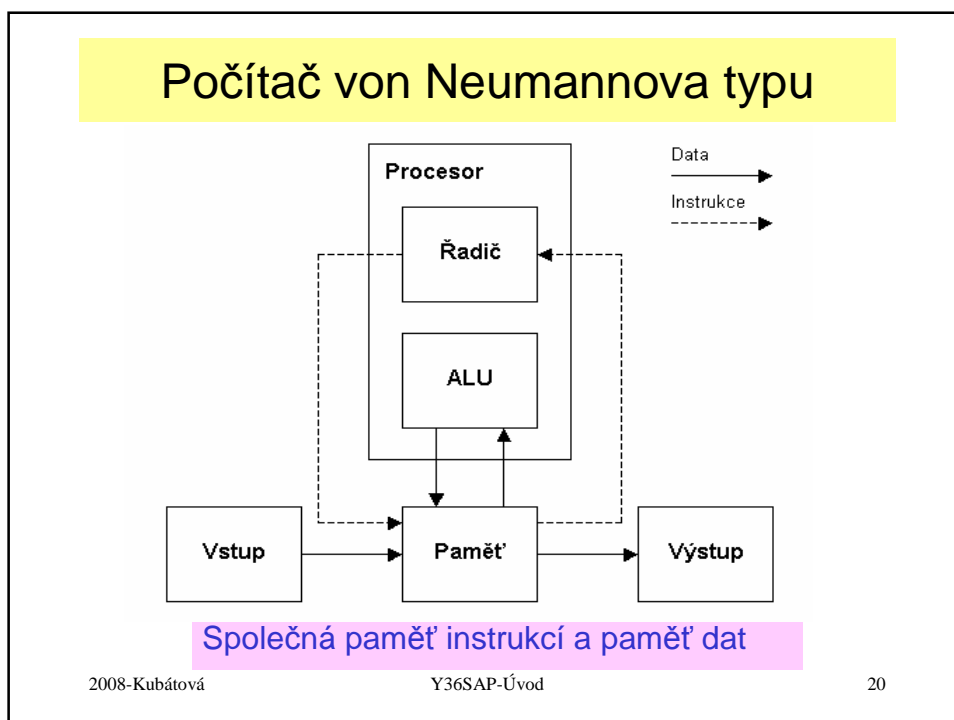 Počítač von Neumannova typu
Procesor
Data
Instrukce
Řadič
ALU
Vstup
Paměť
Výstup
Společná paměť instrukcí a paměť dat
2008-Kubátová
Y36SAP-Úvod
20